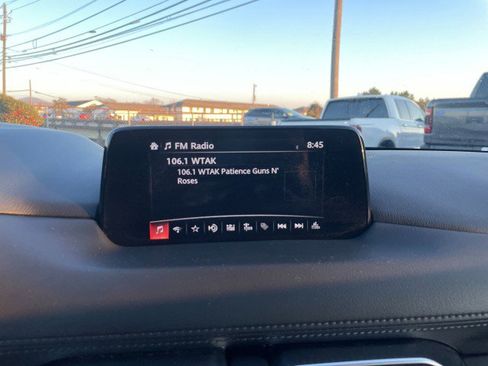 FM Radio 8:45
106.1 WTAK
106.1 WTAK Patience Guns N'
Roses